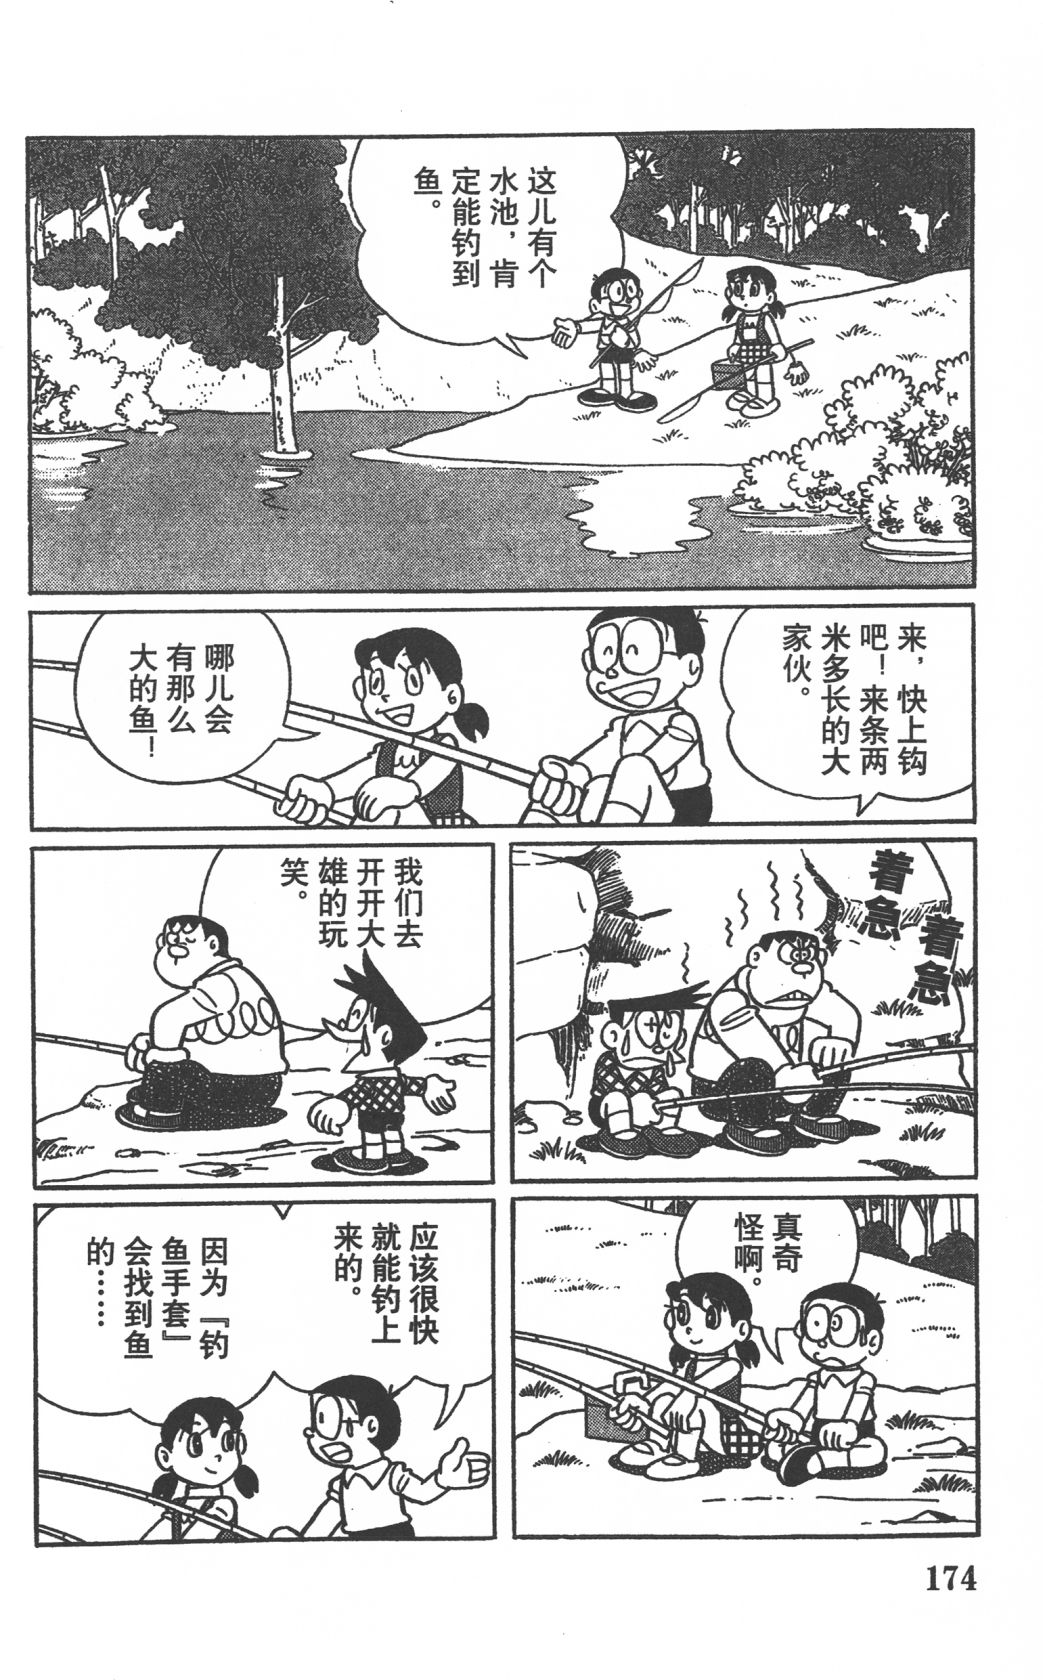 这儿有个
水池，肯
定能钓到
鱼。
来，快上钩
吧！来条两
米多长的大
家伙。
哪儿会
有那么
大的鱼！
着急
着急
我们去
开开大
雄的玩
笑。
真奇
怪啊。
应该很快
就能钓上
来的。
因为『钓
鱼手套』
会找到鱼
的……
174